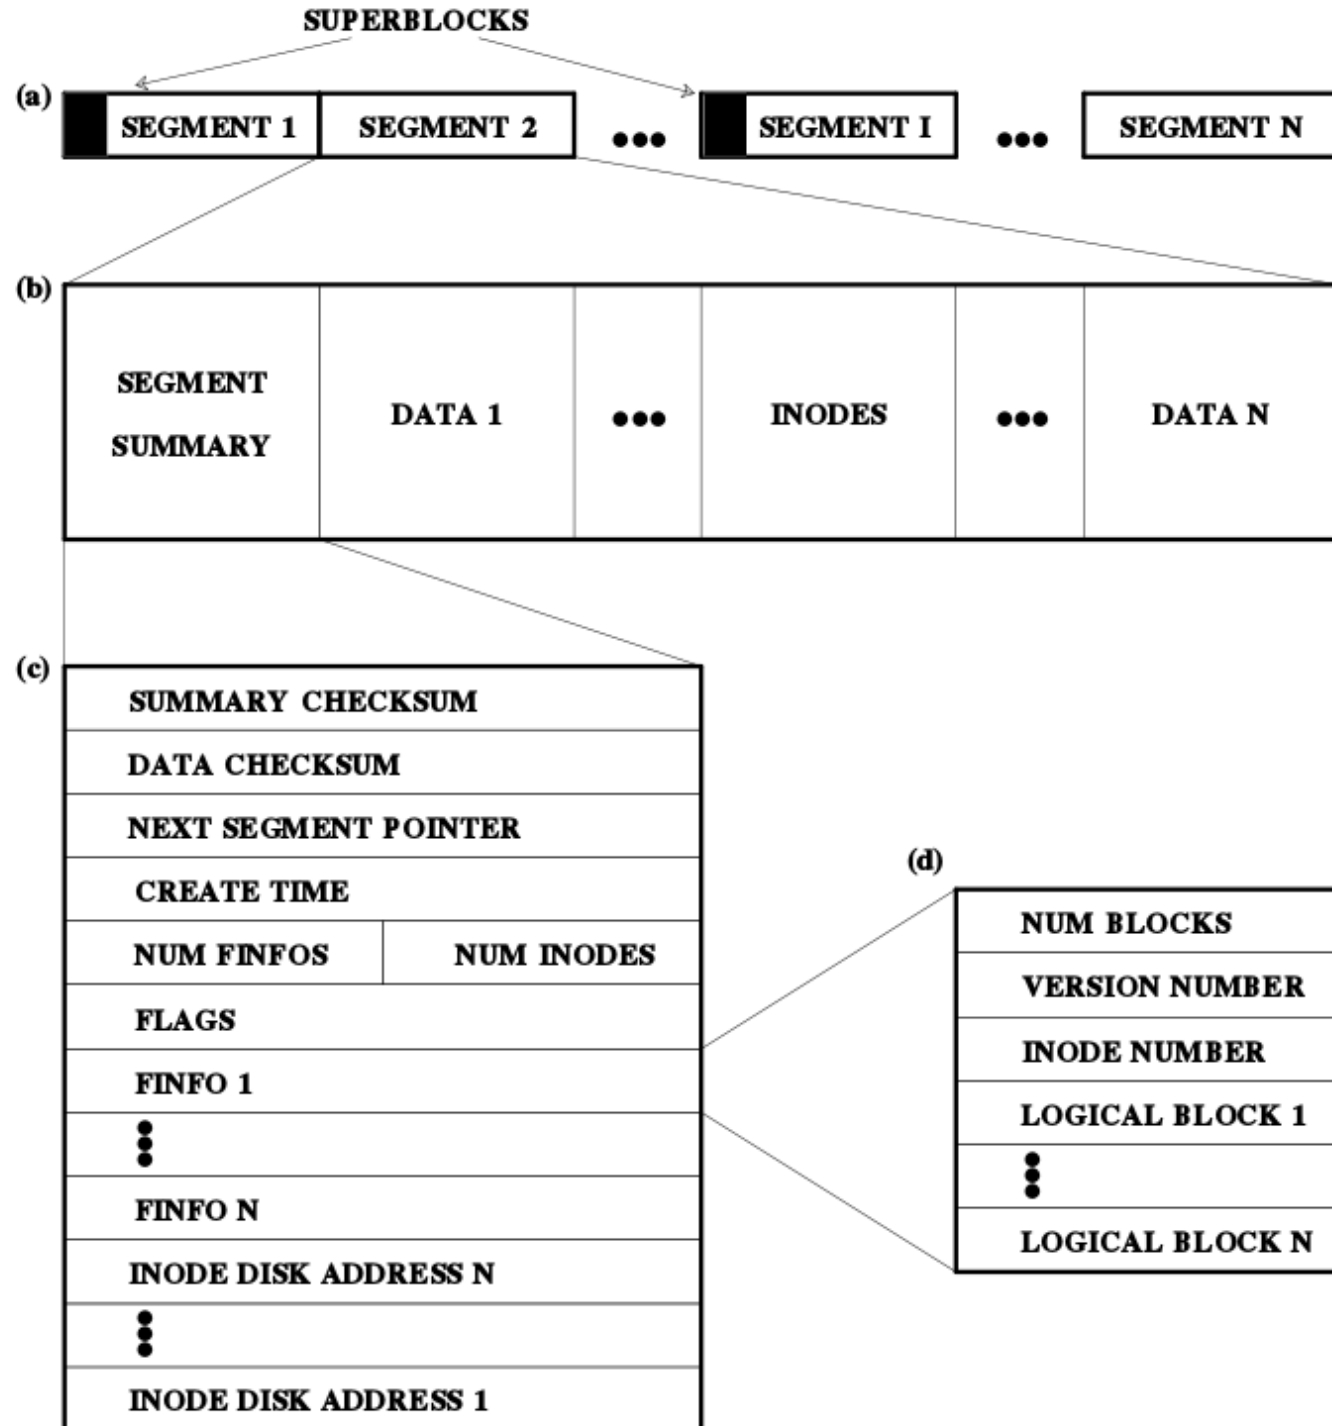 SUPERBLOCKS
(a)
SEGMENT 1
SEGMENT 2
SEGMENT I
SEGMENT N
(b)
SEGMENT
SUMMARY
DATA 1
INODES
DATA N
(c)
SUMMARY CHECKSUM
DATA CHECKSUM
NEXT SEGMENT POINTER
CREATE TIME
NUM FINFOS
NUM INODES
FLAGS
FINFO 1
FINFO N
INODE DISK ADDRESS N
INODE DISK ADDRESS 1
(d)
NUM BLOCKS
VERSION NUMBER
INODE NUMBER
LOGICAL BLOCK 1
LOGICAL BLOCK N